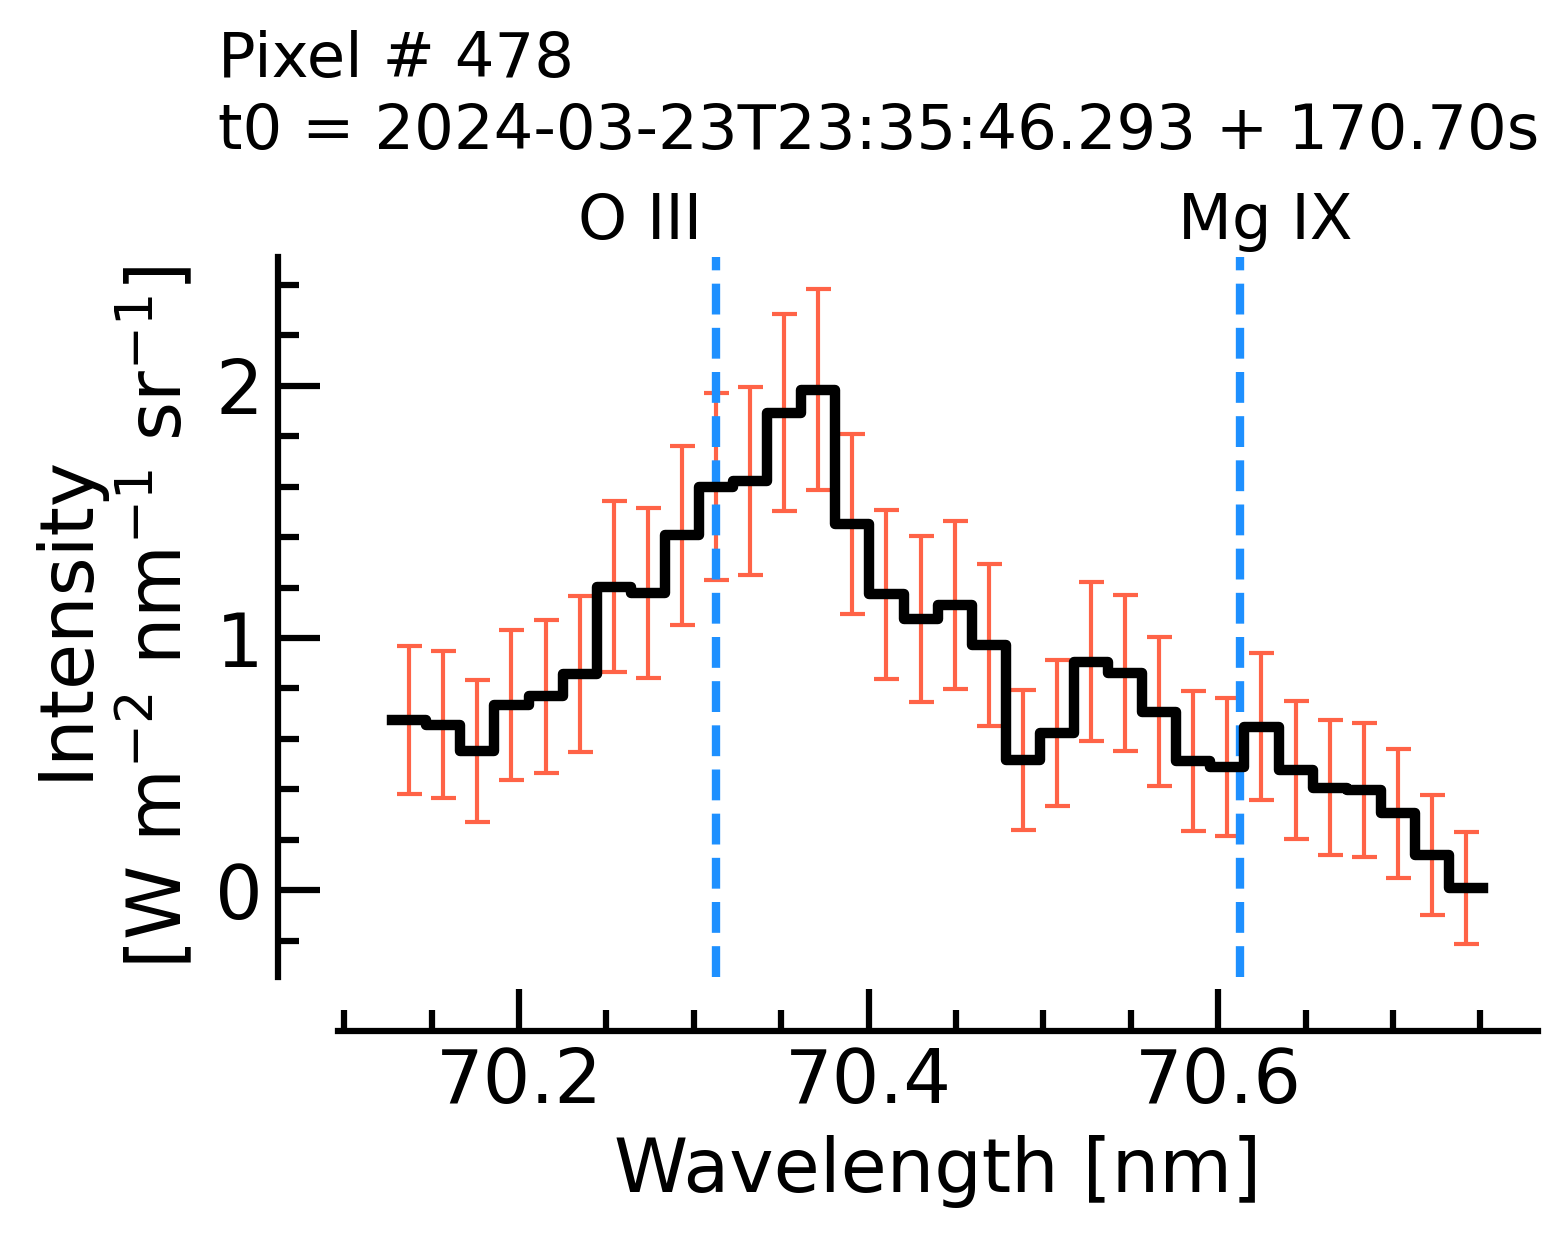 Pixel # 478
t0 = 2024-03-23T23:35:46.293 + 170.70s
O III
Mg IX
Intensity
[W m⁻² nm⁻¹ sr⁻¹]
2
1
0
70.2
70.4
70.6
Wavelength [nm]